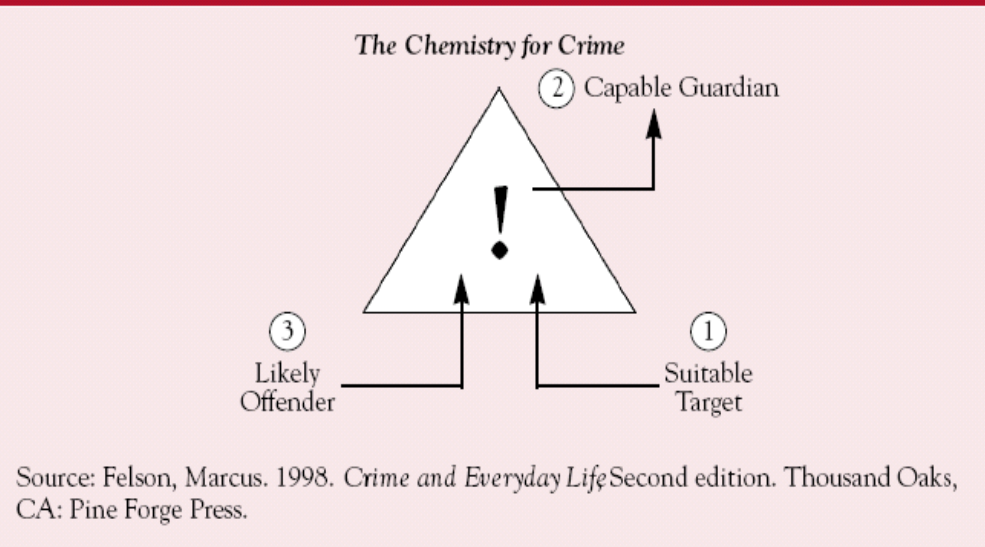 The Chemistry for Crime
2 Capable Guardian
!
3
Likely
Offender
1
Suitable
Target
Source: Felson, Marcus. 1998. Crime and Everyday Life Second edition. Thousand Oaks,
CA: Pine Forge Press.